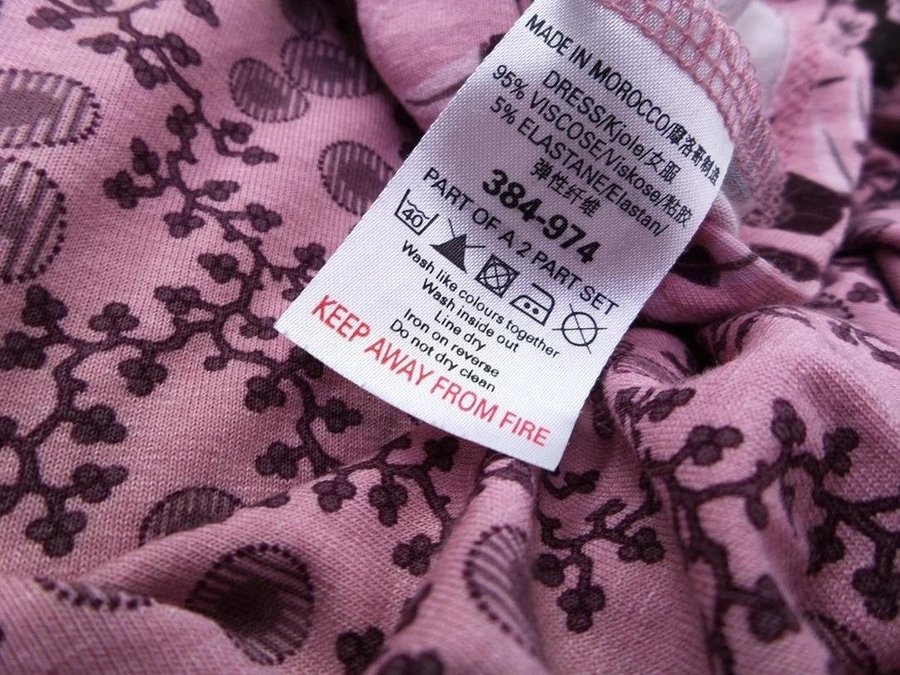 MADE IN MOROCCO/摩洛哥制造
DRESS/Kjole/女服
95% VISCOSE/Viskose/粘胶
5% ELASTANE/Elastan/
弹性纤维
384-974
PART OF A 2 PART SET
40
Wash like colours together
Wash inside out
Line dry
Iron on reverse
Do not dry clean
KEEP AWAY FROM FIRE